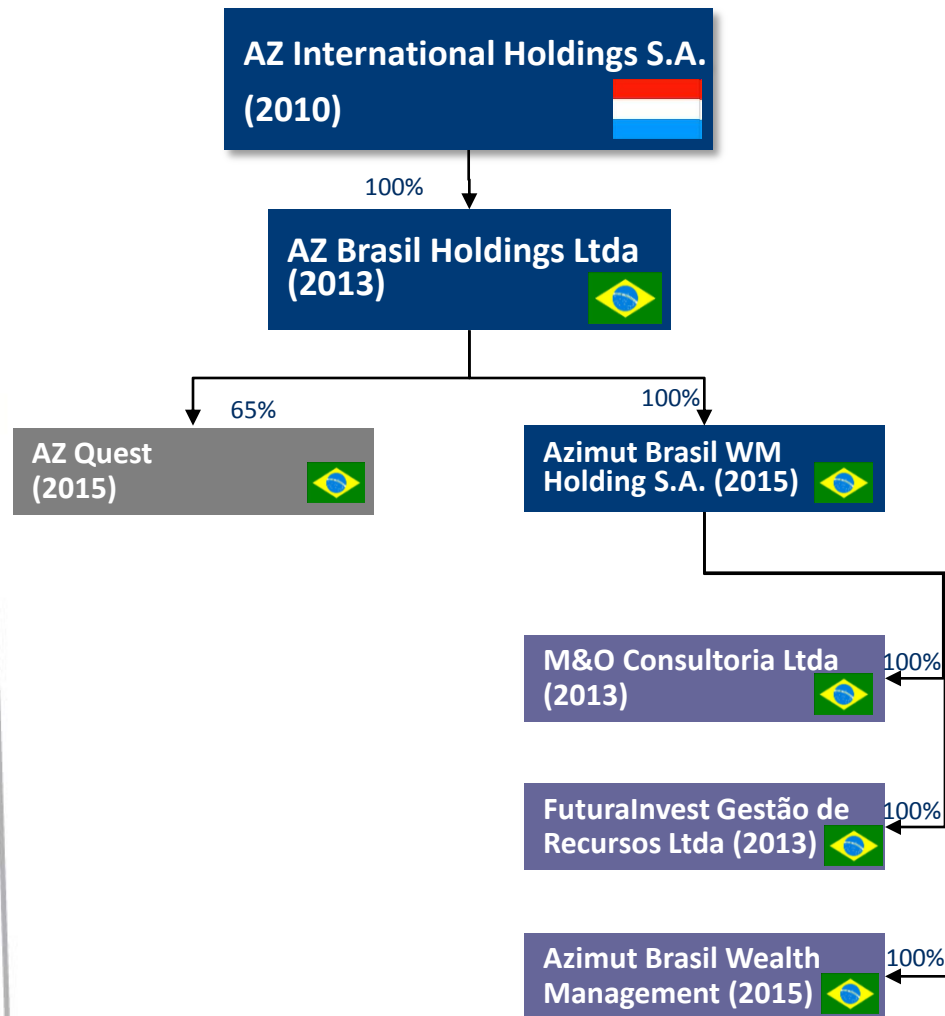 AZ International Holdings S.A.
(2010)
100%
AZ Brasil Holdings Ltda
(2013)
65%
100%
AZ Quest
(2015)
Azimut Brasil WM
Holding S.A. (2015)
M&O Consultoria Ltda
(2013)
100%
FuturaInvest Gestão de
Recursos Ltda (2013)
100%
Azimut Brasil Wealth
Management (2015)
100%